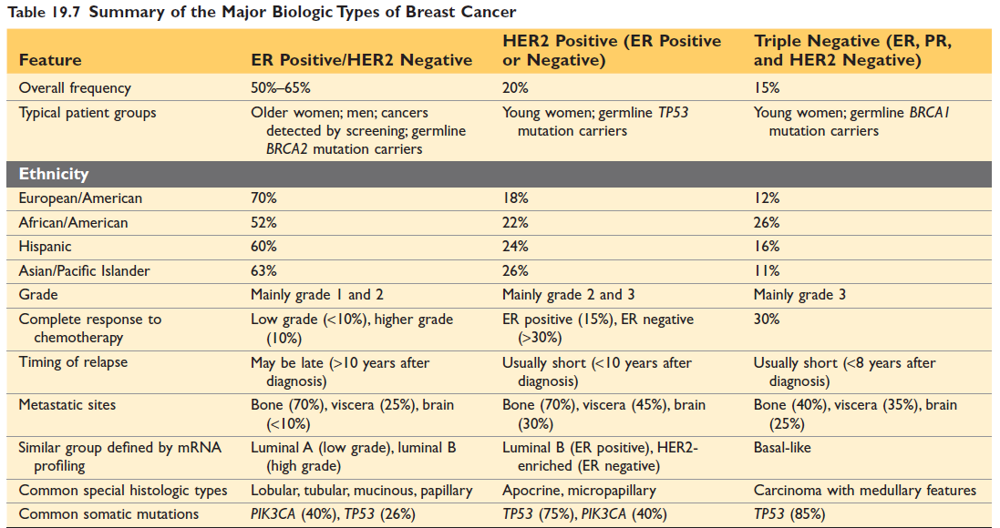 Table 19.7 Summary of the Major Biologic Types of Breast Cancer
Feature ER Positive/HER2 Negative HER2 Positive (ER Positive or Negative) Triple Negative (ER, PR, and HER2 Negative)
Overall frequency 50%–65% 20% 15%
Typical patient groups Older women; men; cancers detected by screening; germline BRCA2 mutation carriers Young women; germline TP53 mutation carriers Young women; germline BRCA1 mutation carriers
Ethnicity
European/American 70% 18% 12%
African/American 52% 22% 26%
Hispanic 60% 24% 16%
Asian/Pacific Islander 63% 26% 11%
Grade Mainly grade 1 and 2 Mainly grade 2 and 3 Mainly grade 3
Complete response to chemotherapy Low grade (<10%), higher grade (10%) ER positive (15%), ER negative (>30%) 30%
Timing of relapse May be late (>10 years after diagnosis) Usually short (<10 years after diagnosis) Usually short (<8 years after diagnosis)
Metastatic sites Bone (70%), viscera (25%), brain (<10%) Bone (70%), viscera (45%), brain (30%) Bone (40%), viscera (35%), brain (25%)
Similar group defined by mRNA profiling Luminal A (low grade), luminal B (high grade) Luminal B (ER positive), HER2-enriched (ER negative) Basal-like
Common special histologic types Lobular, tubular, mucinous, papillary Apocrine, micropapillary Carcinoma with medullary features
Common somatic mutations PIK3CA (40%), TP53 (26%) TP53 (75%), PIK3CA (40%) TP53 (85%)